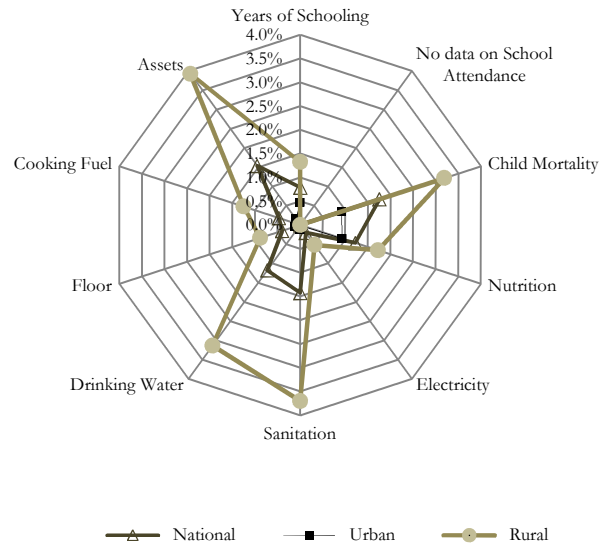 Years of Schooling
4.0%
3.5%
3.0%
2.5%
2.0%
1.5%
1.0%
0.5%
0.0%
No data on School
Attendance
Child Mortality
Nutrition
Electricity
Sanitation
Drinking Water
Floor
Cooking Fuel
Assets
National
Urban
Rural